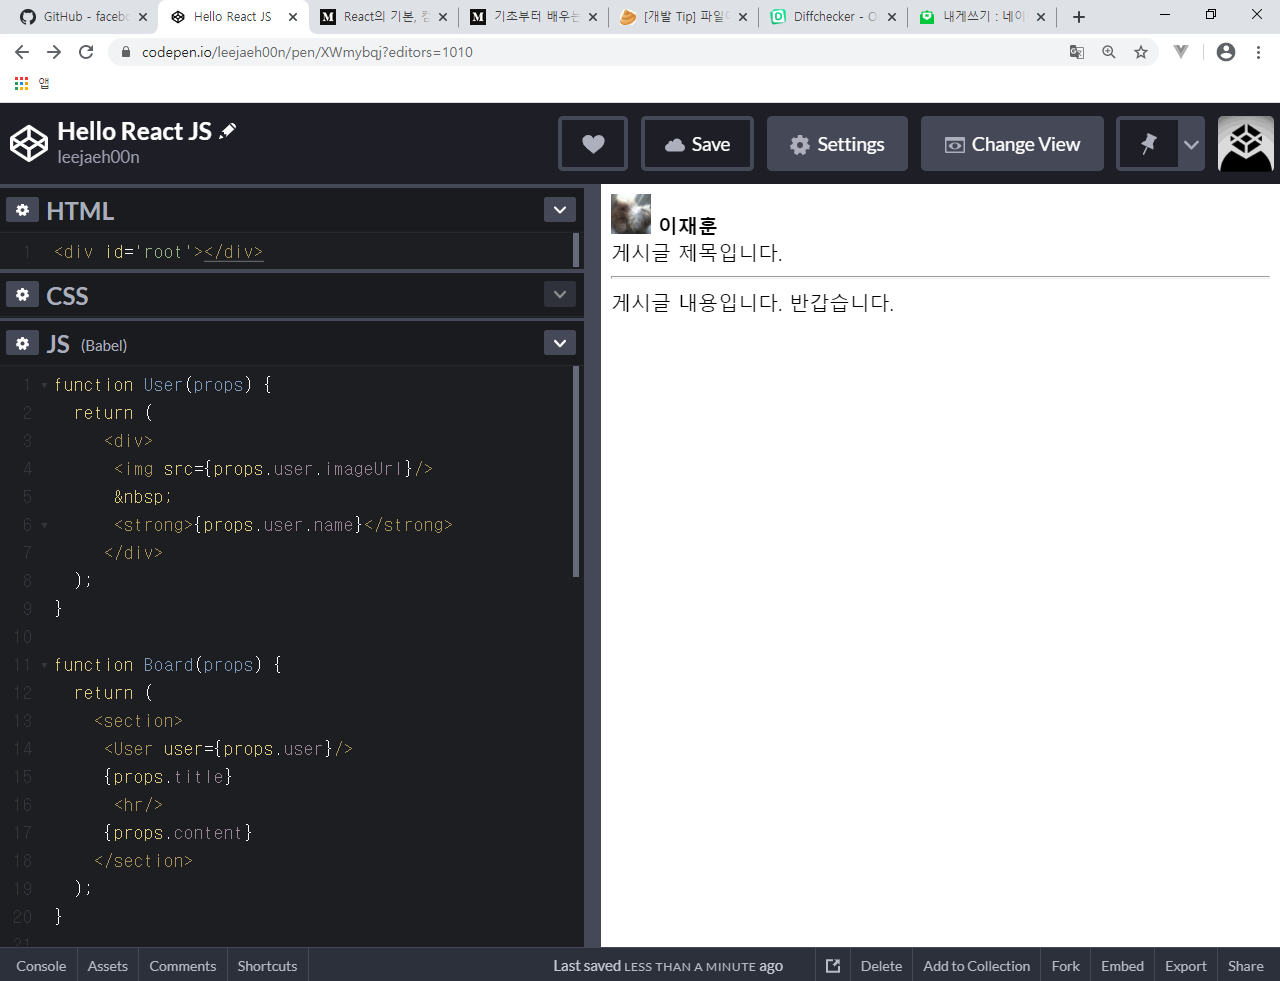 GitHub - facebo
Hello React JS
React의 기본, 컴
기초부터 배우는
[개발 Tip] 파일
Diffchecker - O
내게쓰기 : 네이
codepen.io/leejaeh00n/pen/XWmybqj?editors=1010
앱
Hello React JS
leejaeh00n
Save
Settings
Change View
HTML
1 <div id='root'></div>
CSS
JS (Babel)
1 function User(props) {
2 return (
3 <div>
4 <img src={props.user.imageUrl}/>
5 &nbsp;
6 <strong>{props.user.name}</strong>
7 </div>
8 );
9 }
10
11 function Board(props) {
12 return (
13 <section>
14 <User user={props.user}/>
15 {props.title}
16 <hr/>
17 {props.content}
18 </section>
19 );
20 }
21
이재훈
게시글 제목입니다.
게시글 내용입니다. 반갑습니다.
Console Assets Comments Shortcuts Last saved LESS THAN A MINUTE ago Delete Add to Collection Fork Embed Export Share